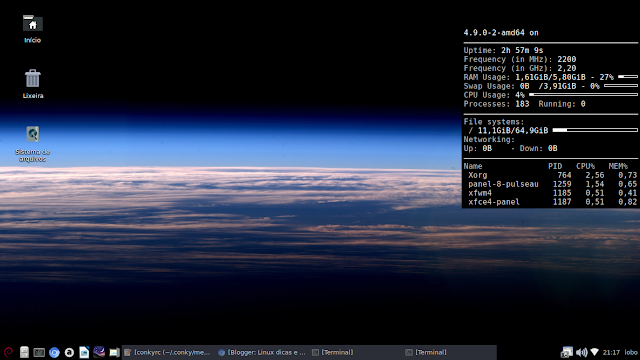 Início
Lixeira
Sistema de
arquivos
4.9.0-2-amd64 on
Uptime: 2h 57m 9s
Frequency (in MHz): 2200
Frequency (in GHz): 2,20
RAM Usage: 1,61GiB/5,80GiB - 27%
Swap Usage: 0B /3,91GiB - 0%
CPU Usage: 4%
Processes: 183 Running: 0
File systems:
/ 11,1GiB/64,9GiB
Networking:
Up: 0B - Down: 0B
Name PID CPU% MEM%
Xorg 764 2,56 0,73
panel-8-pulseau 1259 1,54 0,65
xfwm4 1185 0,51 0,41
xfce4-panel 1187 0,51 0,82
[conkyrc (~/.conky/me... [Blogger: Linux dicas e ... [Terminal] [Terminal] 21:17 lobo